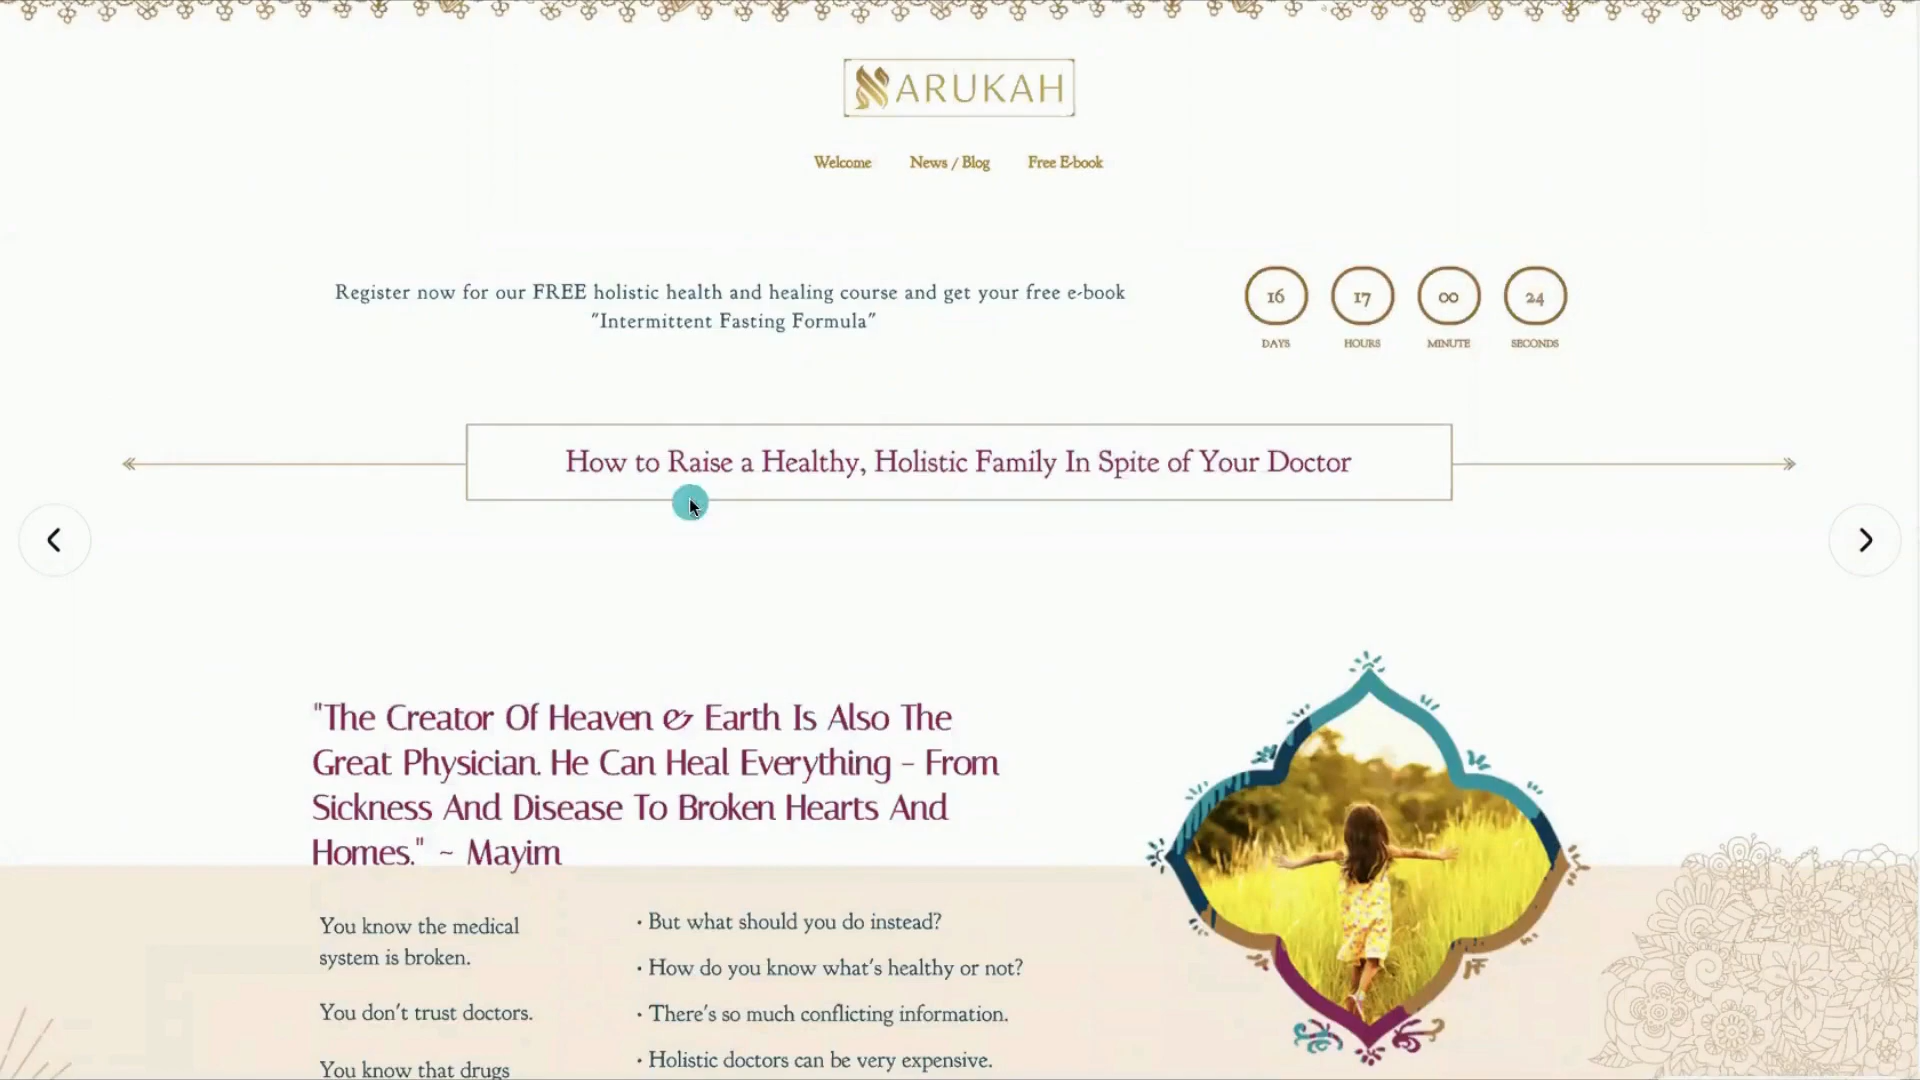 ARUKAH
Welcome News / Blog Free E-book
Register now for our FREE holistic health and healing course and get your free e-book
"Intermittent Fasting Formula"
16 17 00 24
DAYS HOURS MINUTE SECONDS
How to Raise a Healthy, Holistic Family In Spite of Your Doctor
"The Creator Of Heaven & Earth Is Also The
Great Physician. He Can Heal Everything - From
Sickness And Disease To Broken Hearts And
Homes." ~ Mayim
You know the medical
system is broken.
You don't trust doctors.
You know that drugs
· But what should you do instead?
· How do you know what's healthy or not?
· There's so much conflicting information.
· Holistic doctors can be very expensive.